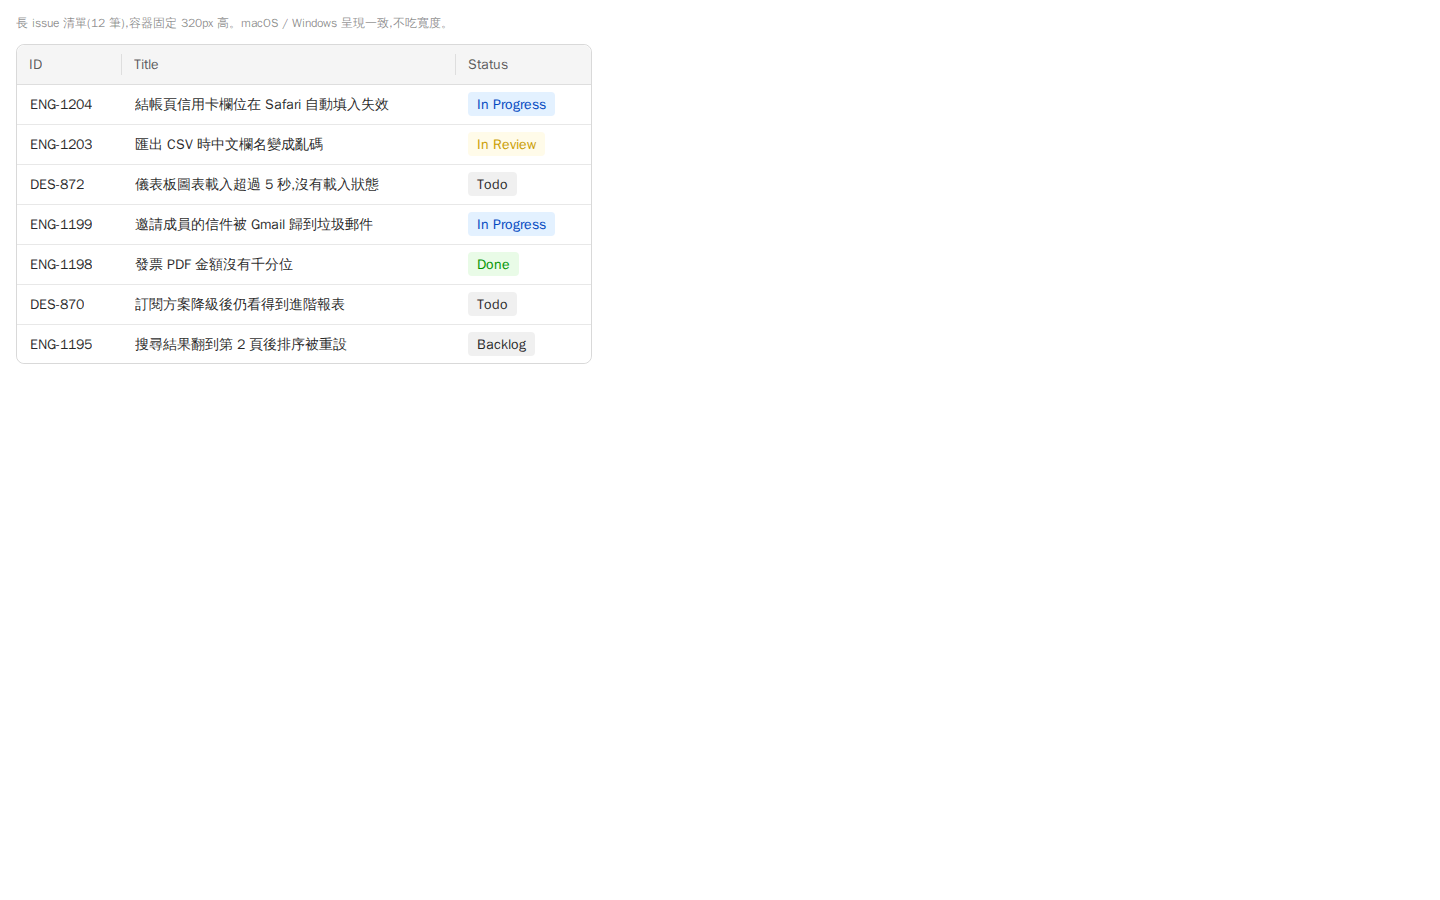 長 issue 清單(12 筆),容器固定 320px 高。macOS / Windows 呈現一致,不吃寬度。
ID Title Status
ENG-1204 結帳頁信用卡欄位在 Safari 自動填入失效 In Progress
ENG-1203 匯出 CSV 時中文欄名變成亂碼 In Review
DES-872 儀表板圖表載入超過 5 秒,沒有載入狀態 Todo
ENG-1199 邀請成員的信件被 Gmail 歸到垃圾郵件 In Progress
ENG-1198 發票 PDF 金額沒有千分位 Done
DES-870 訂閱方案降級後仍看得到進階報表 Todo
ENG-1195 搜尋結果翻到第 2 頁後排序被重設 Backlog